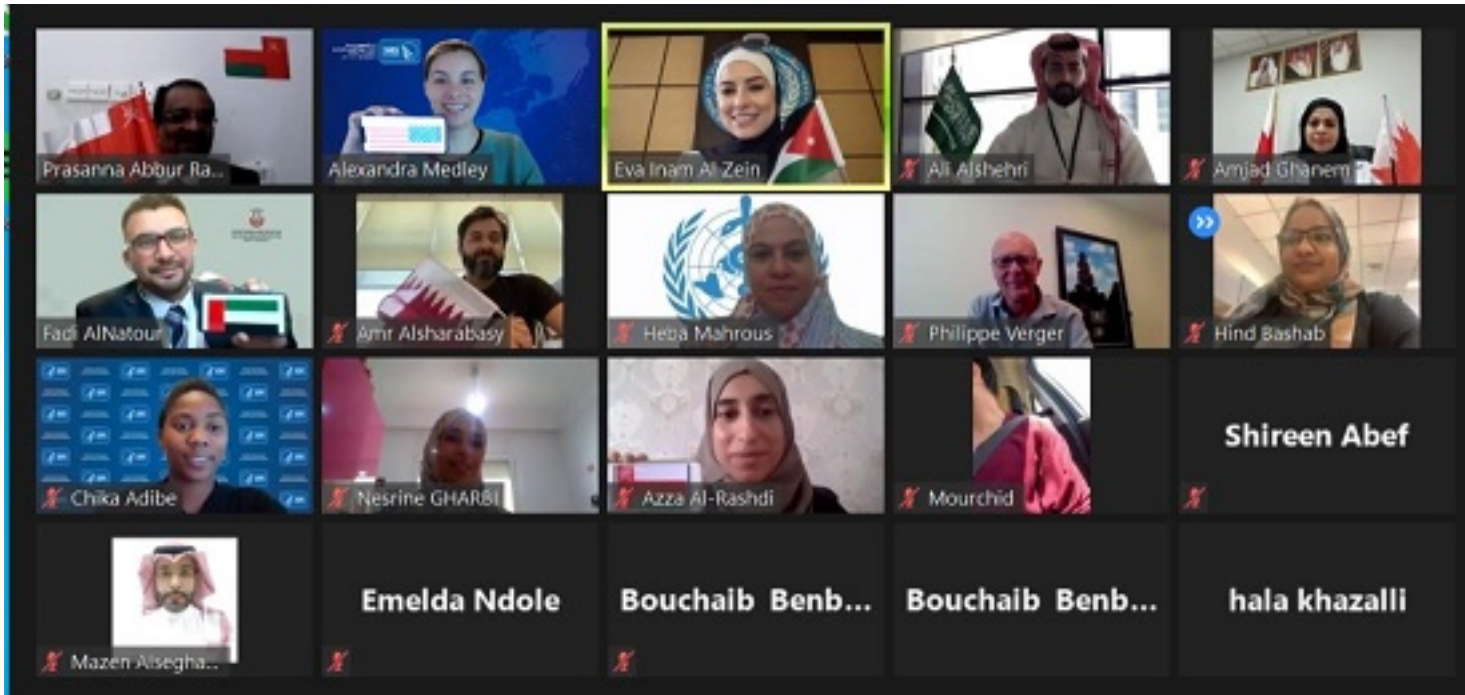 Prasanna Abbur Ra...
Alexandra Medley
Eva Inam Al Zein
Ali Alshehri
Amjad Ghanem
Fadi AlNatour
Amr Alsharabasy
Heba Mahrous
Philippe Verger
Hind Bashab
Chika Adibe
Nesrine GHARBI
Azza Al-Rashdi
Mourchid
Shireen Abef
Mazen Alsegha...
Emelda Ndole
Bouchaib Benb...
Bouchaib Benb...
hala khazalli